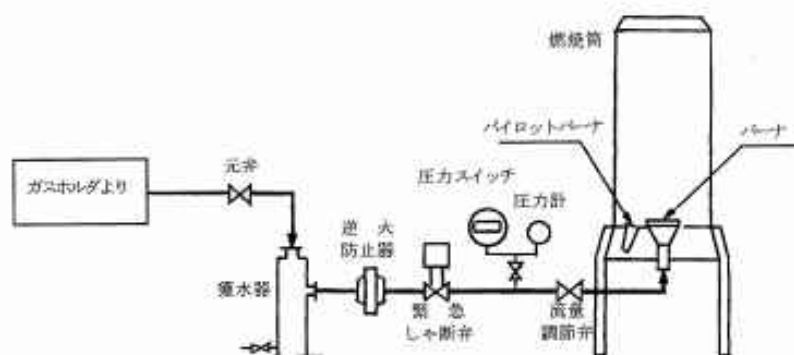 燃焼筒
パイロットバーナ
バーナ
元弁
圧力スイッチ
ガスホルダより
圧力計
逆火
防止器
簻水器
緊急
しゃ断弁
流量
調節弁